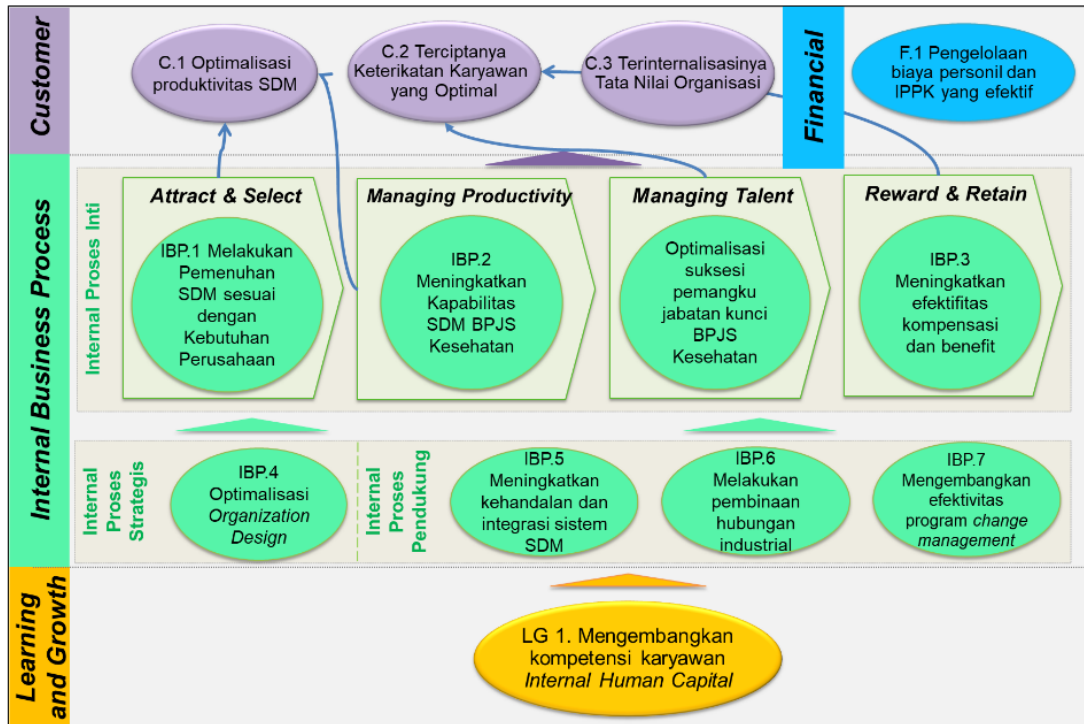 Customer
C.1 Optimalisasi
produktivitas SDM
C.2 Terciptanya
Keterikatan Karyawan
yang Optimal
C.3 Terinternalisasinya
Tata Nilai Organisasi
Financial
F.1 Pengelolaan
biaya personil dan
IPPK yang efektif
Internal Business Process
Internal Proses Inti
Attract & Select
IBP.1 Melakukan
Pemenuhan
SDM sesuai
dengan
Kebutuhan
Perusahaan
Managing Productivity
IBP.2
Meningkatkan
Kapabilitas
SDM BPJS
Kesehatan
Managing Talent
Optimalisasi
suksesi
pemangku
jabatan kunci
BPJS
Kesehatan
Reward & Retain
IBP.3
Meningkatkan
efektifitas
kompensasi
dan benefit
Internal
Proses
Strategis
IBP.4
Optimalisasi
Organization
Design
Internal
Proses
Pendukung
IBP.5
Meningkatkan
kehandalan dan
integrasi sistem
SDM
IBP.6
Melakukan
pembinaan
hubungan
industrial
IBP.7
Mengembangkan
efektivitas
program change
management
Learning
and Growth
LG 1. Mengembangkan
kompetensi karyawan
Internal Human Capital